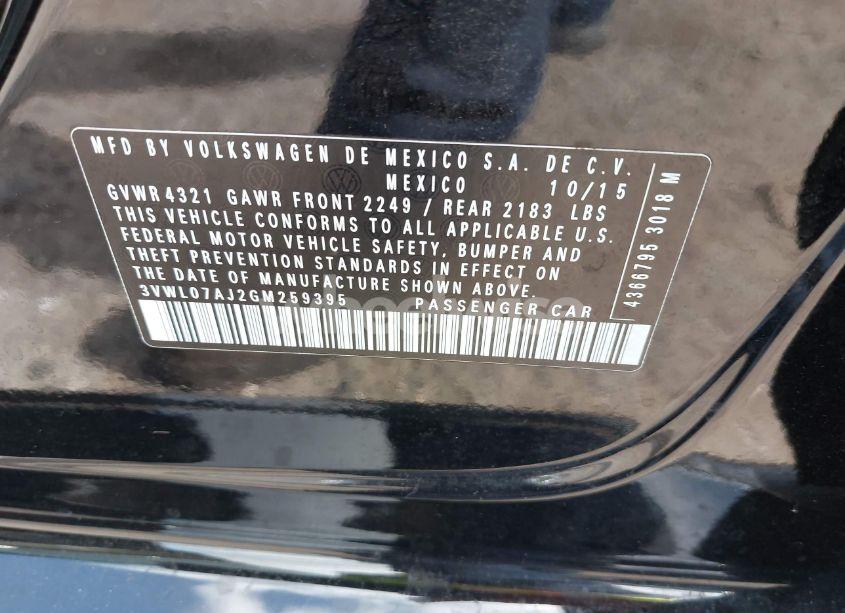 MFD BY VOLKSWAGEN DE MEXICO S.A. DE C.V.
MEXICO 10/15
GVWR 4321 GAWR FRONT 2249 / REAR 2183 LBS
THIS VEHICLE CONFORMS TO ALL APPLICABLE U.S.
FEDERAL MOTOR VEHICLE SAFETY, BUMPER AND
THEFT PREVENTION STANDARDS IN EFFECT ON
THE DATE OF MANUFACTURE SHOWN ABOVE.
3VWL07AJ2GM259395 PASSENGER CAR
4366795 3018 M